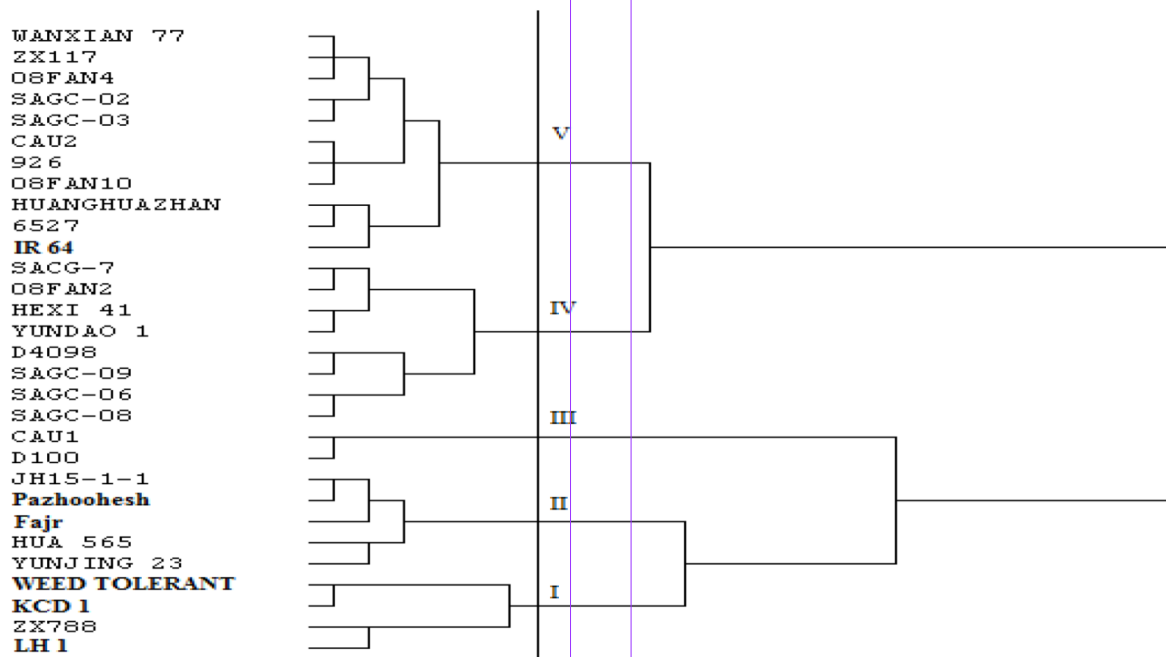 WANXIAN 77
ZX117
08FAN4
SAGC-02
SAGC-03
CAU2
926
08FAN10
HUANGHUAZHAN
6527
IR 64
SACG-7
08FAN2
HEXI 41
YUNDAO 1
D4098
SAGC-09
SAGC-06
SAGC-08
CAU1
D100
JH15-1-1
Pazhoohesh
Fajr
HUA 565
YUNJING 23
WEED TOLERANT
KCD 1
ZX788
LH 1
V
IV
III
II
I